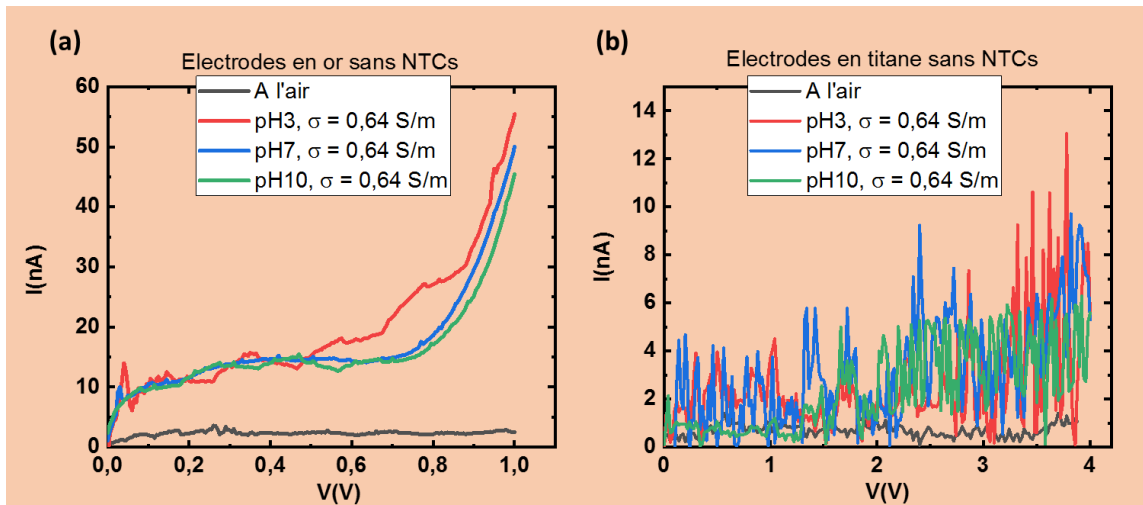 (a)
Electrodes en or sans NTCs
A l'air
pH3, σ = 0,64 S/m
pH7, σ = 0,64 S/m
pH10, σ = 0,64 S/m
60
50
40
30
20
10
0
I(nA)
0,0 0,2 0,4 0,6 0,8 1,0
V(V)
(b)
Electrodes en titane sans NTCs
A l'air
pH3, σ = 0,64 S/m
pH7, σ = 0,64 S/m
pH10, σ = 0,64 S/m
14
12
10
8
6
4
2
0
I(nA)
0 1 2 3 4
V(V)